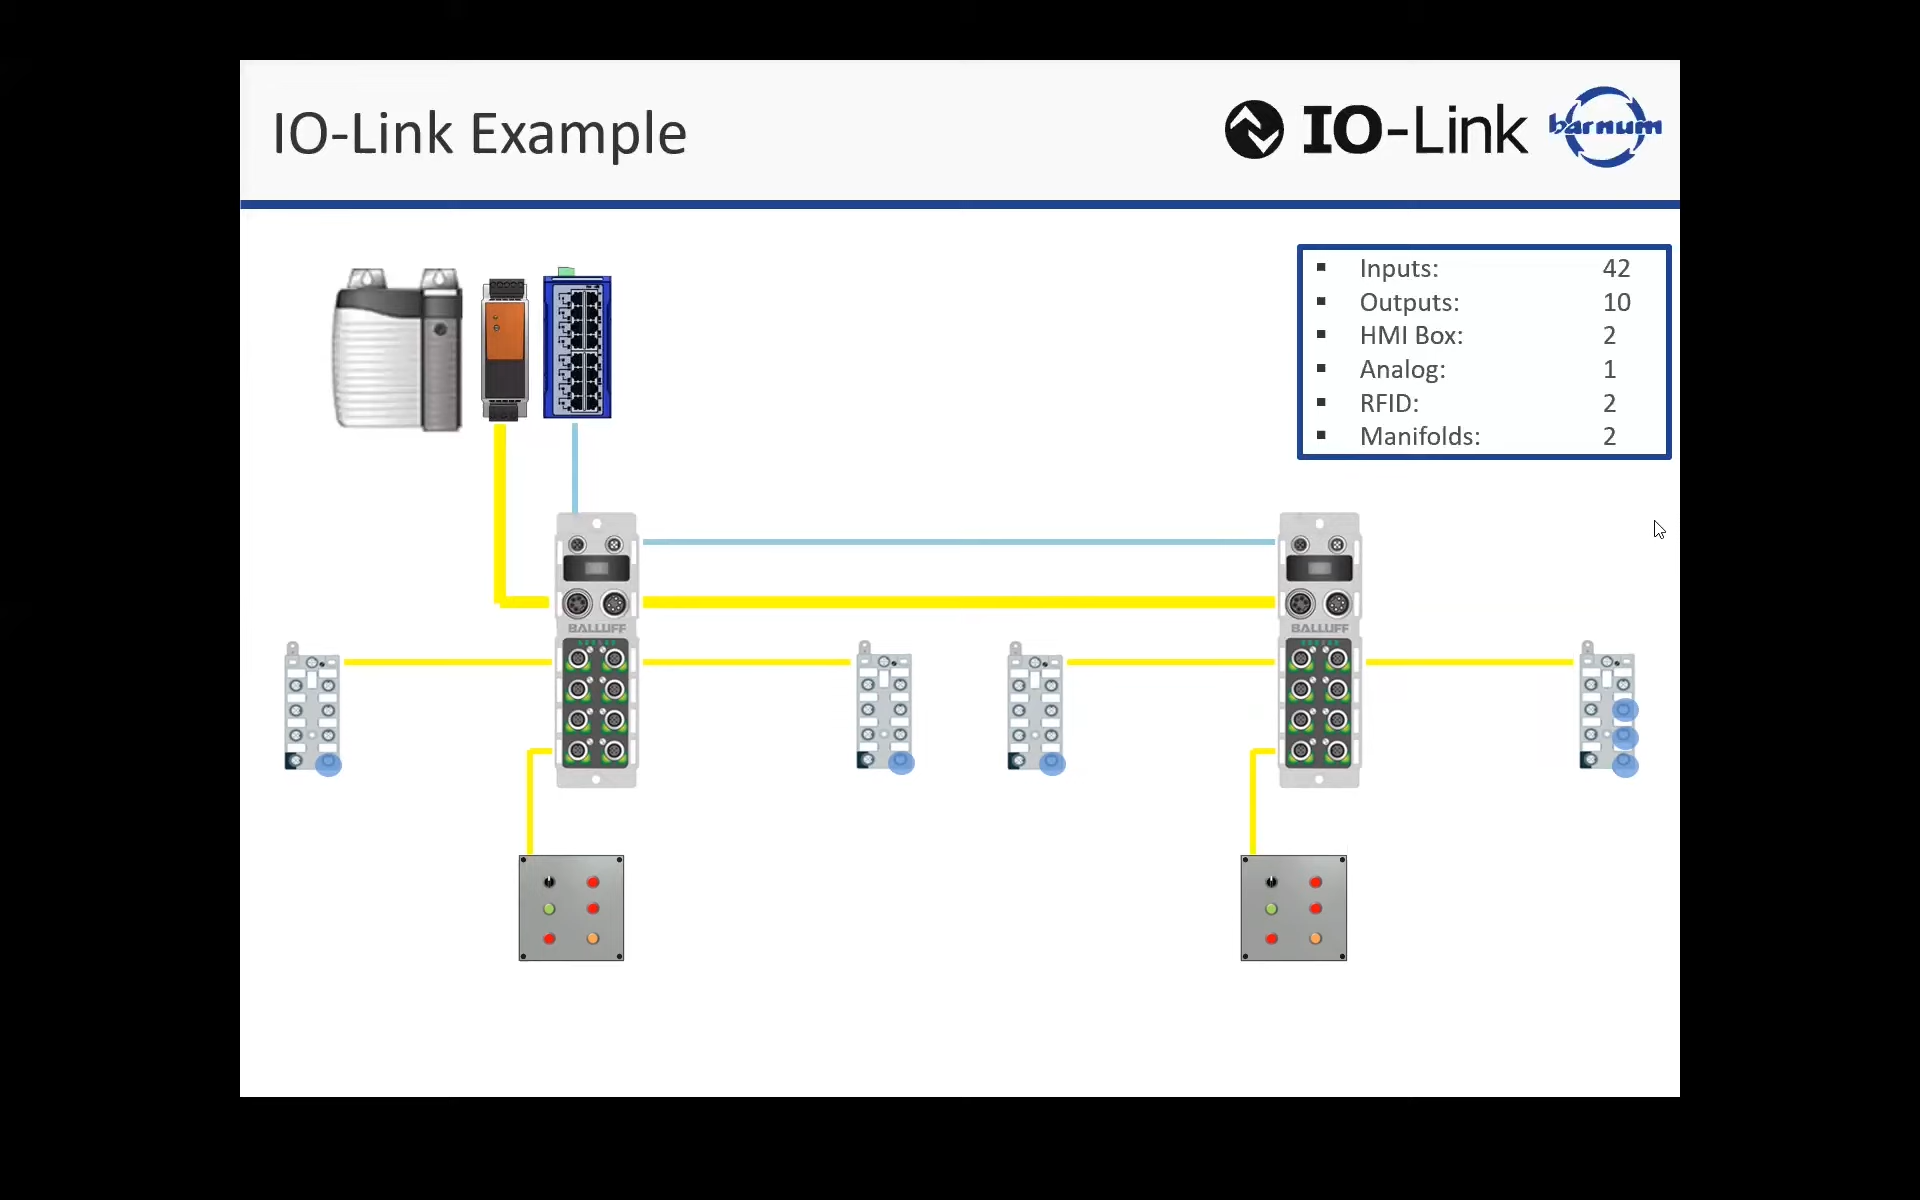 IO-Link Example
IO-Link
barnum
Inputs: 42
Outputs: 10
HMI Box: 2
Analog: 1
RFID: 2
Manifolds: 2
BALLUFF
BALLUFF